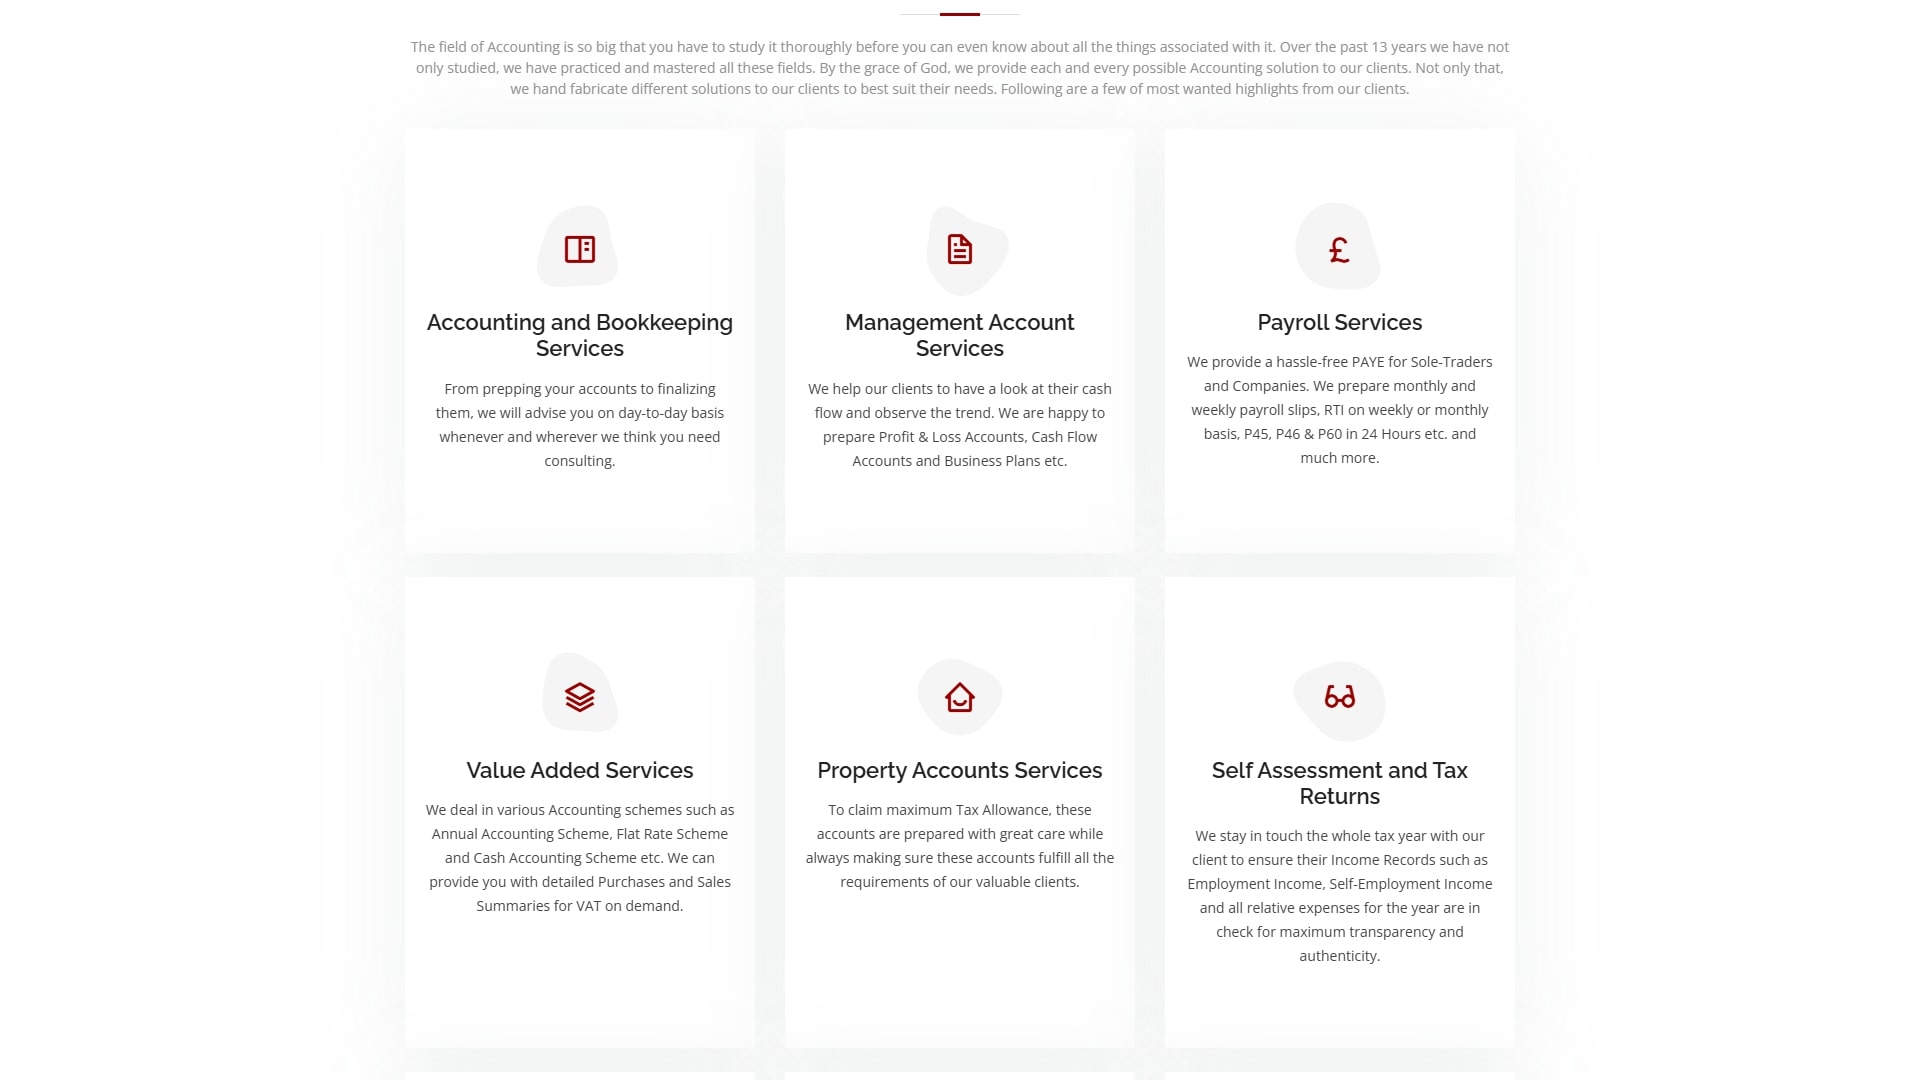 The field of Accounting is so big that you have to study it thoroughly before you can even know about all the things associated with it. Over the past 13 years we have not
only studied, we have practiced and mastered all these fields. By the grace of God, we provide each and every possible Accounting solution to our clients. Not only that,
we hand fabricate different solutions to our clients to best suit their needs. Following are a few of most wanted highlights from our clients.
Accounting and Bookkeeping
Services
From prepping your accounts to finalizing
them, we will advise you on day-to-day basis
whenever and wherever we think you need
consulting.
Management Account
Services
We help our clients to have a look at their cash
flow and observe the trend. We are happy to
prepare Profit & Loss Accounts, Cash Flow
Accounts and Business Plans etc.
£
Payroll Services
We provide a hassle-free PAYE for Sole-Traders
and Companies. We prepare monthly and
weekly payroll slips, RTI on weekly or monthly
basis, P45, P46 & P60 in 24 Hours etc. and
much more.
Value Added Services
We deal in various Accounting schemes such as
Annual Accounting Scheme, Flat Rate Scheme
and Cash Accounting Scheme etc. We can
provide you with detailed Purchases and Sales
Summaries for VAT on demand.
Property Accounts Services
To claim maximum Tax Allowance, these
accounts are prepared with great care while
always making sure these accounts fulfill all the
requirements of our valuable clients.
Self Assessment and Tax
Returns
We stay in touch the whole tax year with our
client to ensure their Income Records such as
Employment Income, Self-Employment Income
and all relative expenses for the year are in
check for maximum transparency and
authenticity.